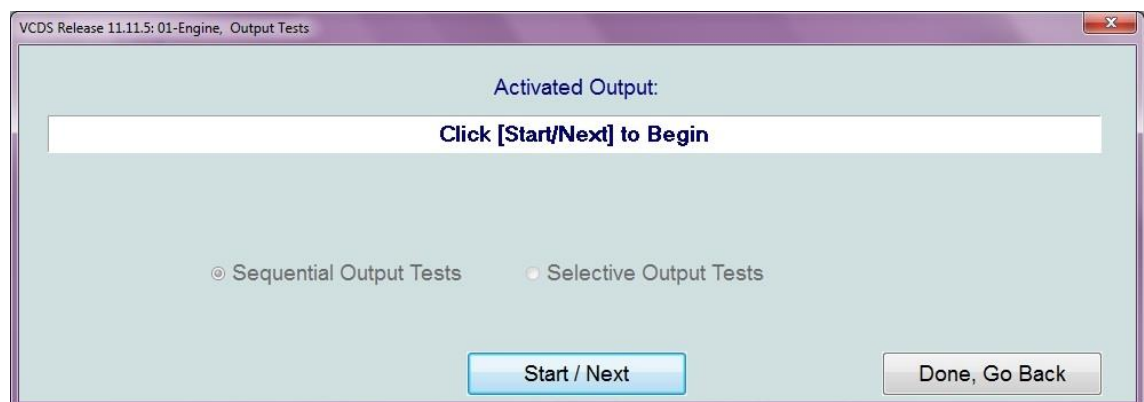 VCDS Release 11.11.5: 01-Engine, Output Tests
Activated Output:
Click [Start/Next] to Begin
Sequential Output Tests Selective Output Tests
Start / Next Done, Go Back